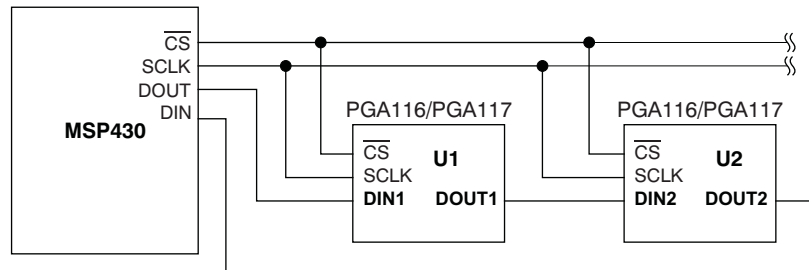 CS
SCLK
DOUT
DIN
MSP430
PGA116/PGA117
CS
U1
SCLK
DIN1 DOUT1
PGA116/PGA117
CS
U2
SCLK
DIN2 DOUT2